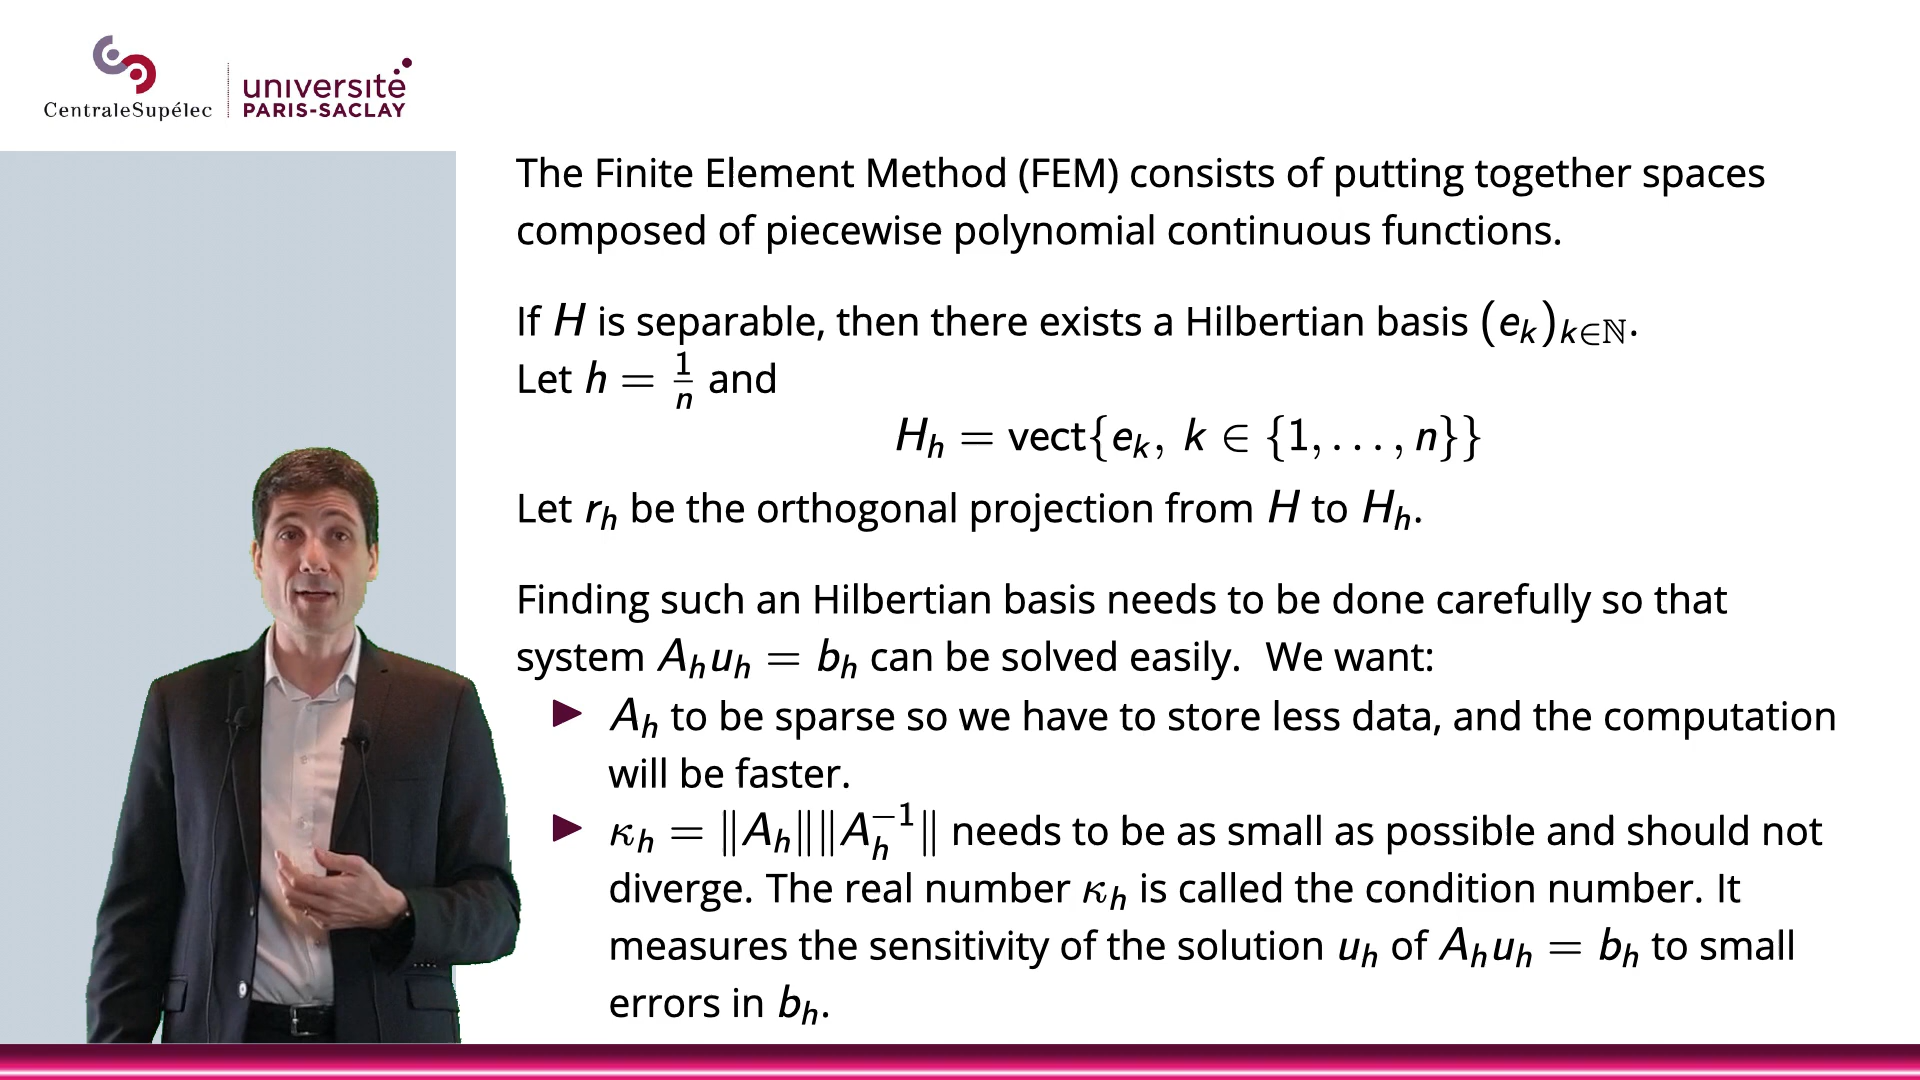 CentraleSupélec
université
PARIS-SACLAY
The Finite Element Method (FEM) consists of putting together spaces
composed of piecewise polynomial continuous functions.
If H is separable, then there exists a Hilbertian basis (e_k)_{k∈ℕ}.
Let h = 1/n and
H_h = vect{e_k, k ∈ {1, . . . , n}}
Let r_h be the orthogonal projection from H to H_h.
Finding such an Hilbertian basis needs to be done carefully so that
system A_h u_h = b_h can be solved easily. We want:
▶ A_h to be sparse so we have to store less data, and the computation
will be faster.
▶ κ_h = ‖A_h‖‖A_h^{-1}‖ needs to be as small as possible and should not
diverge. The real number κ_h is called the condition number. It
measures the sensitivity of the solution u_h of A_h u_h = b_h to small
errors in b_h.